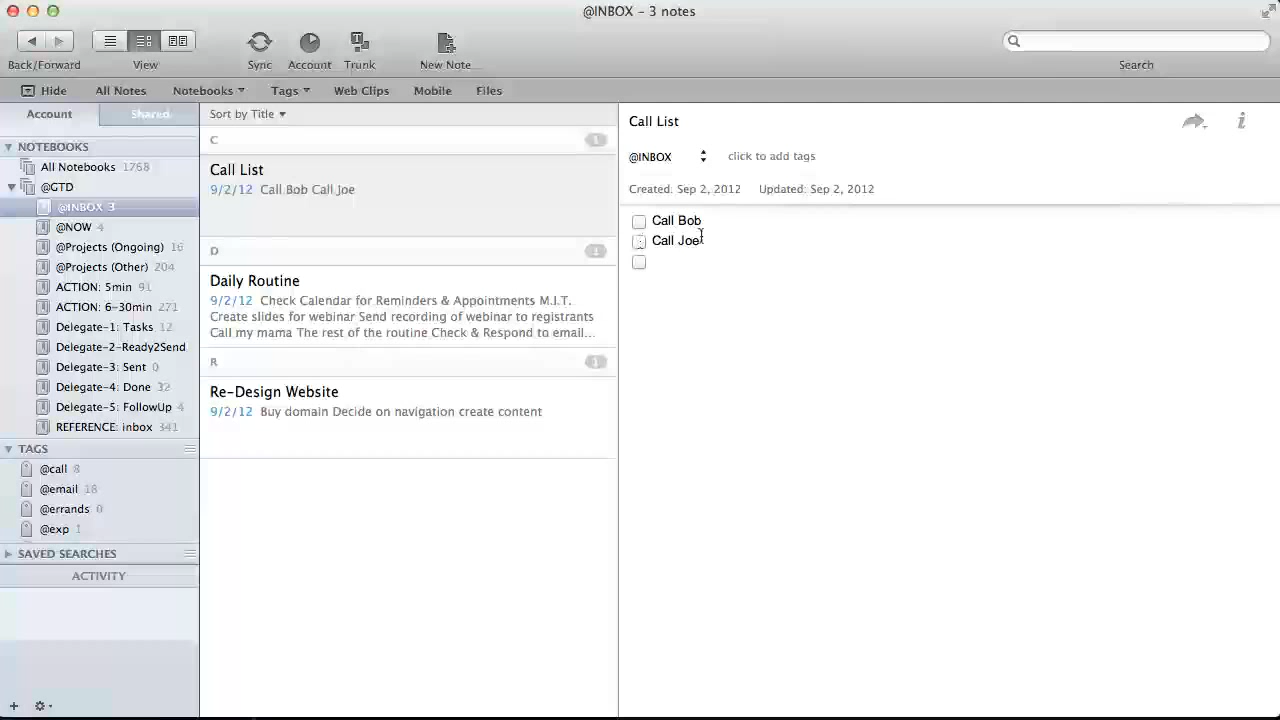 @INBOX – 3 notes
Back/Forward
View
Sync
Account
Trunk
New Note
Search
Hide
All Notes
Notebooks
Tags
Web Clips
Mobile
Files
Account
Shared
NOTEBOOKS
All Notebooks 1768
@GTD
@INBOX 3
@NOW 4
@Projects (Ongoing) 16
@Projects (Other) 204
ACTION: 5min 91
ACTION: 6-30min 271
Delegate-1: Tasks 12
Delegate-2-Ready2Send
Delegate-3: Sent 0
Delegate-4: Done 32
Delegate-5: FollowUp 4
REFERENCE: inbox 341
TAGS
@call 8
@email 18
@errands 0
@exp 1
SAVED SEARCHES
ACTIVITY
Sort by Title
C
1
Call List
9/2/12 Call Bob Call Joe
D
1
Daily Routine
9/2/12 Check Calendar for Reminders & Appointments M.I.T.
Create slides for webinar Send recording of webinar to registrants
Call my mama The rest of the routine Check & Respond to email...
R
1
Re-Design Website
9/2/12 Buy domain Decide on navigation create content
Call List
@INBOX
click to add tags
Created: Sep 2, 2012
Updated: Sep 2, 2012
Call Bob
Call Joe